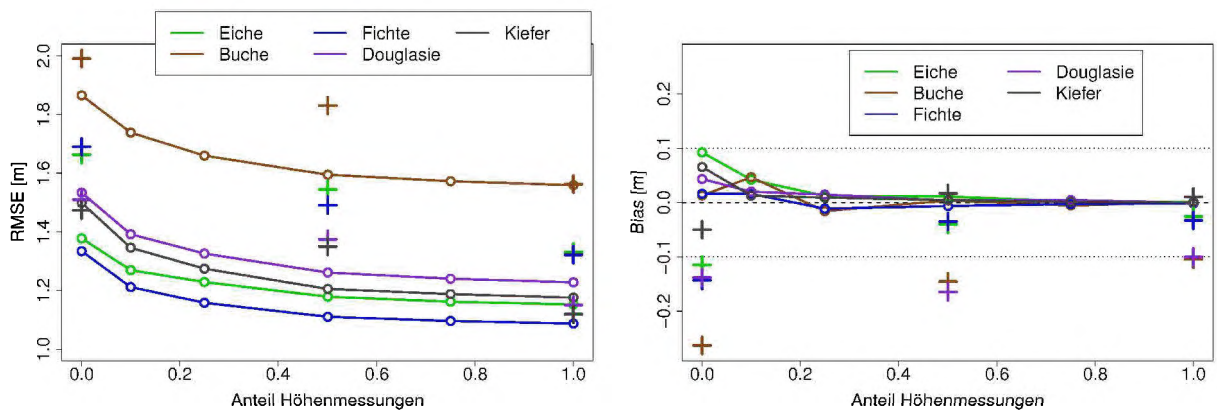 Eiche Fichte Kiefer
Buche Douglasie
RMSE [m]
2.0
1.8
1.6
1.4
1.2
1.0
0.0 0.2 0.4 0.6 0.8 1.0
Anteil Höhenmessungen
Eiche Douglasie
Buche Kiefer
Fichte
Bias [m]
0.2
0.1
0.0
−0.1
−0.2
0.0 0.2 0.4 0.6 0.8 1.0
Anteil Höhenmessungen